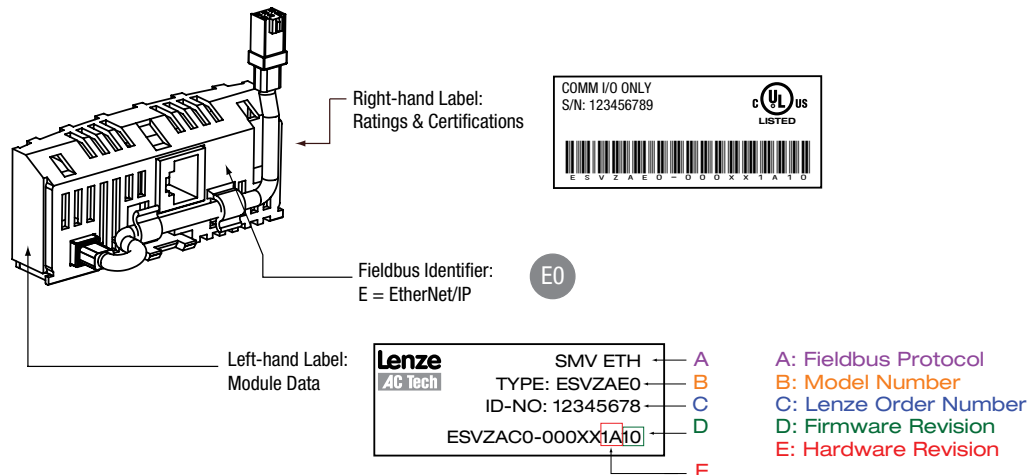 Right-hand Label:
Ratings & Certifications
COMM I/O ONLY
S/N: 123456789
C UL US
LISTED
ESVZAE0-000XX1A10
Fieldbus Identifier:
E = EtherNet/IP
E0
Left-hand Label:
Module Data
Lenze
AC Tech
SMV ETH
TYPE: ESVZAE0
ID-NO: 12345678
ESVZAC0-000XX1A10
A
B
C
D
E
A: Fieldbus Protocol
B: Model Number
C: Lenze Order Number
D: Firmware Revision
E: Hardware Revision